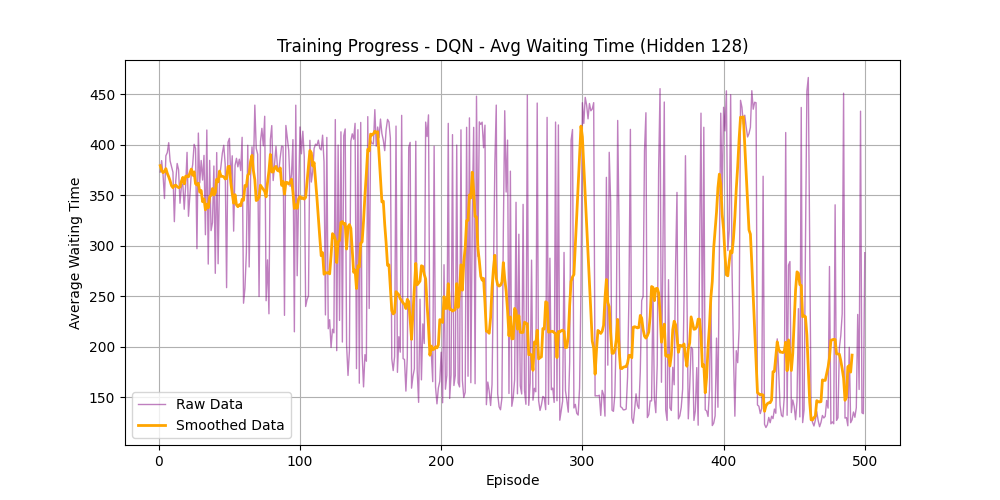 Training Progress - DQN - Avg Waiting Time (Hidden 128)
Average Waiting Time
450
400
350
300
250
200
150
Raw Data
Smoothed Data
0
100
200
300
400
500
Episode